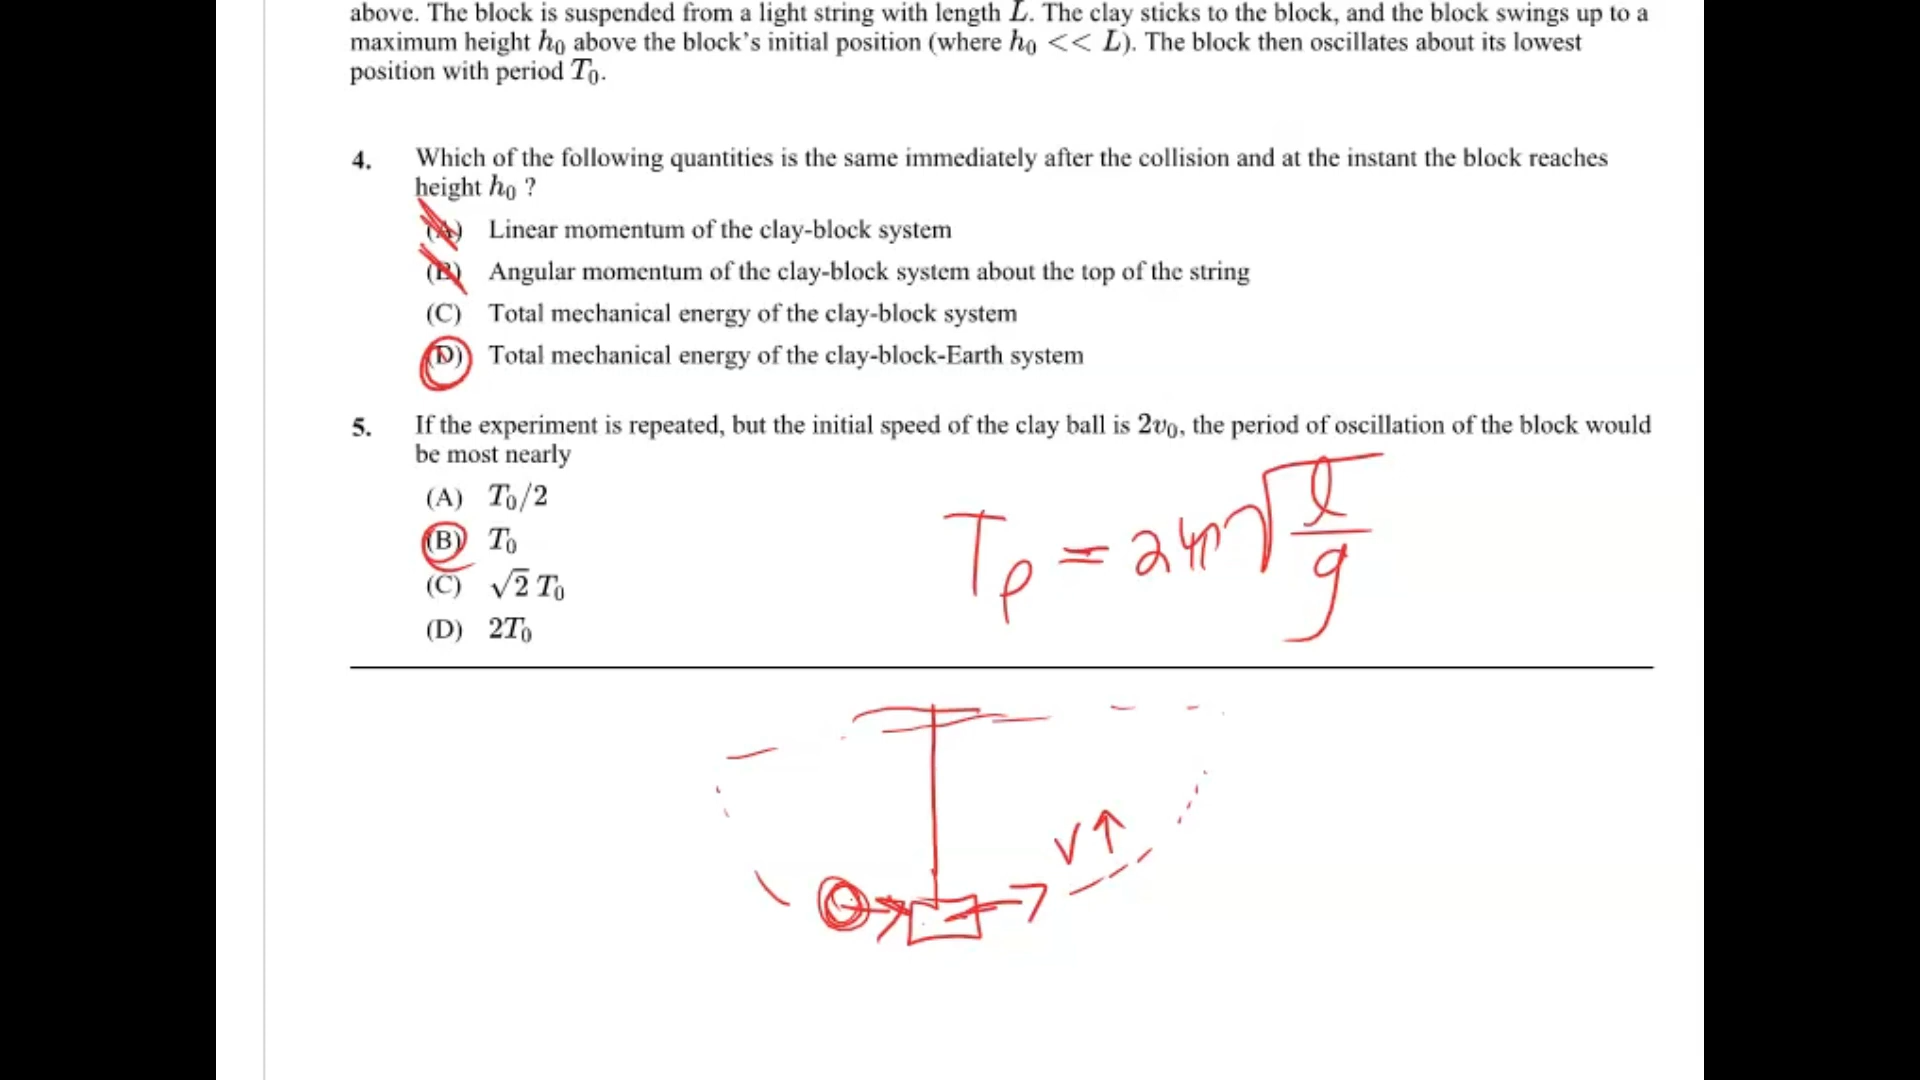 above. The block is suspended from a light string with length L. The clay sticks to the block, and the block swings up to a
maximum height h₀ above the block's initial position (where h₀ << L). The block then oscillates about its lowest
position with period T₀.
4. Which of the following quantities is the same immediately after the collision and at the instant the block reaches
height h₀ ?
(A) Linear momentum of the clay-block system
(B) Angular momentum of the clay-block system about the top of the string
(C) Total mechanical energy of the clay-block system
(D) Total mechanical energy of the clay-block-Earth system
5. If the experiment is repeated, but the initial speed of the clay ball is 2v₀, the period of oscillation of the block would
be most nearly
(A) T₀/2
(B) T₀
(C) √2 T₀
(D) 2T₀
Tₚ = 2π√(l/g)
v↑